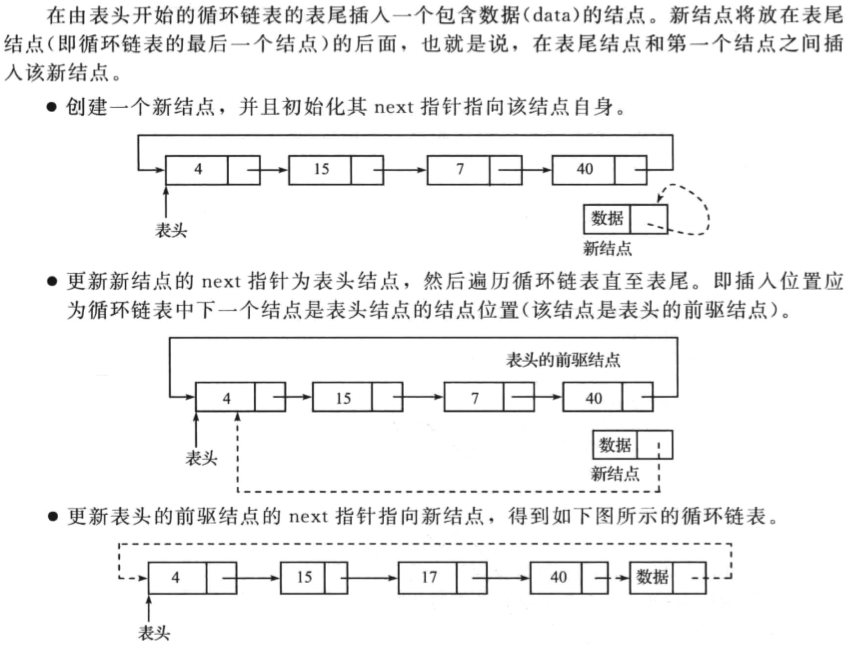 在由表头开始的循环链表的表尾插入一个包含数据(data)的结点。新结点将放在表尾
结点(即循环链表的最后一个结点)的后面，也就是说，在表尾结点和第一个结点之间插
入该新结点。
● 创建一个新结点，并且初始化其 next 指针指向该结点自身。
4 15 7 40
数据
表头
新结点
● 更新新结点的 next 指针为表头结点，然后遍历循环链表直至表尾。即插入位置应
为循环链表中下一个结点是表头结点的结点位置(该结点是表头的前驱结点)。
表头的前驱结点
4 15 7 40
数据
表头
新结点
● 更新表头的前驱结点的 next 指针指向新结点，得到如下图所示的循环链表。
4 15 17 40 数据
表头